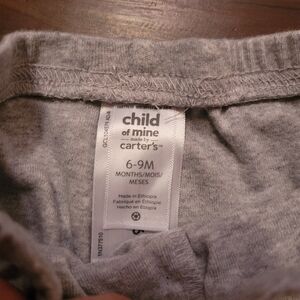 child
of mine
made by
carter's™
6-9M
MONTHS/MOIS/
MESES
Made in Ethiopia
Fabriqué en Éthiopie
Hecho en Etiopía